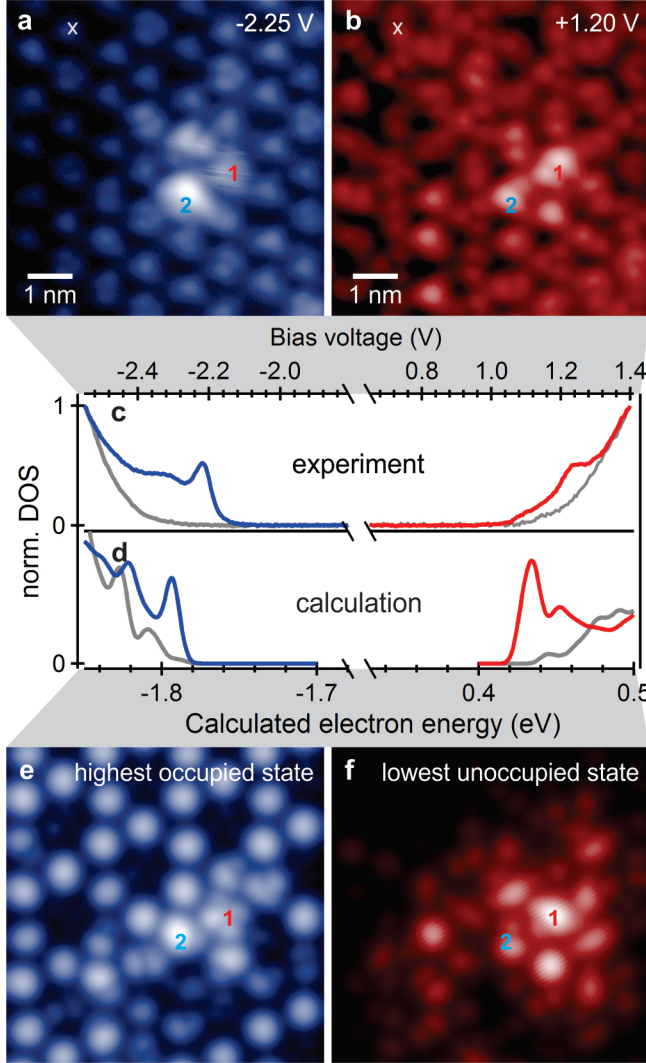 a x -2.25 V
1
2
1 nm
b x +1.20 V
1
2
1 nm
Bias voltage (V)
-2.4 -2.2 -2.0 0.8 1.0 1.2 1.4
1 c
experiment
0
norm. DOS
d
calculation
0
-1.8 -1.7 0.4 0.5
Calculated electron energy (eV)
e highest occupied state
1
2
f lowest unoccupied state
1
2